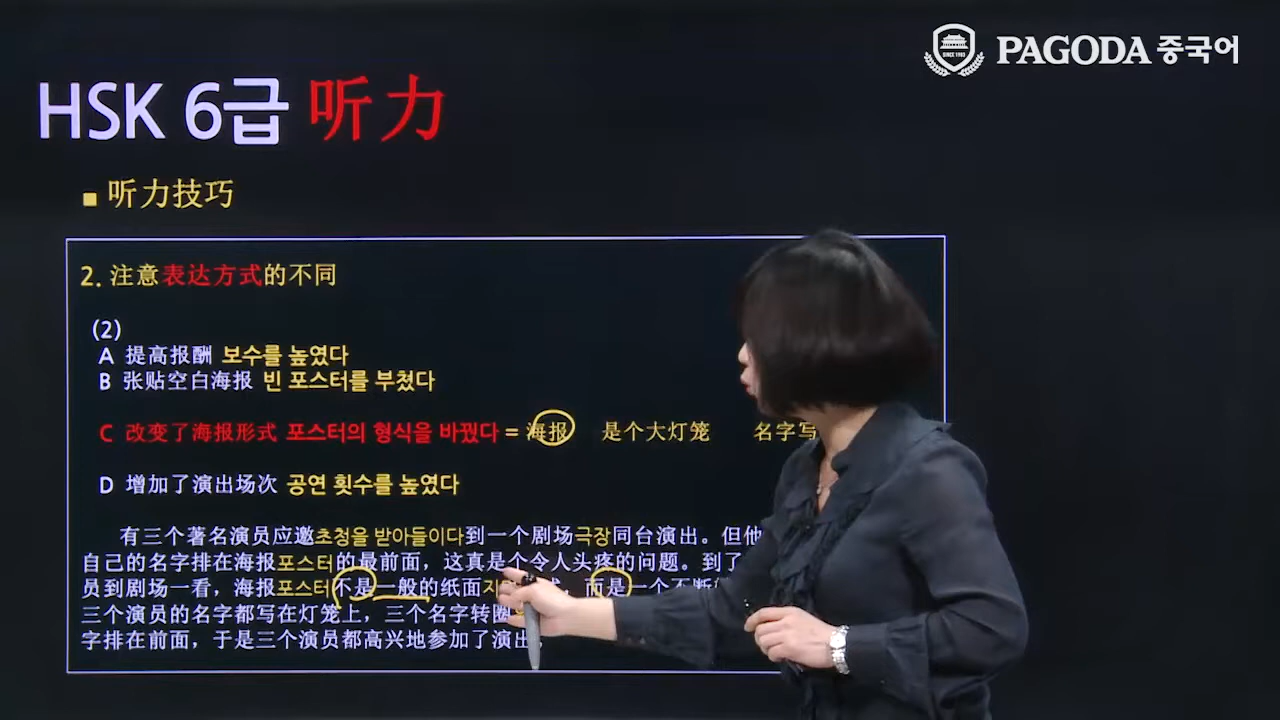 SINCE 1983
PAGODA 중국어
HSK 6급 听力
■ 听力技巧
2. 注意表达方式的不同
(2)
A 提高报酬 보수를 높였다
B 张贴空白海报 빈 포스터를 부쳤다
C 改变了海报形式 포스터의 형식을 바꿨다 = 海报 是个大灯笼 名字写
D 增加了演出场次 공연 횟수를 높였다
有三个著名演员应邀초청을 받아들이다到一个剧场극장同台演出。但他
自己的名字排在海报포스터的最前面，这真是个令人头疼的问题。到了
员到剧场一看，海报포스터不是一般的纸面 ，而是一个不断
三个演员的名字都写在灯笼上，三个名字转圈
字排在前面，于是三个演员都高兴地参加了演出。